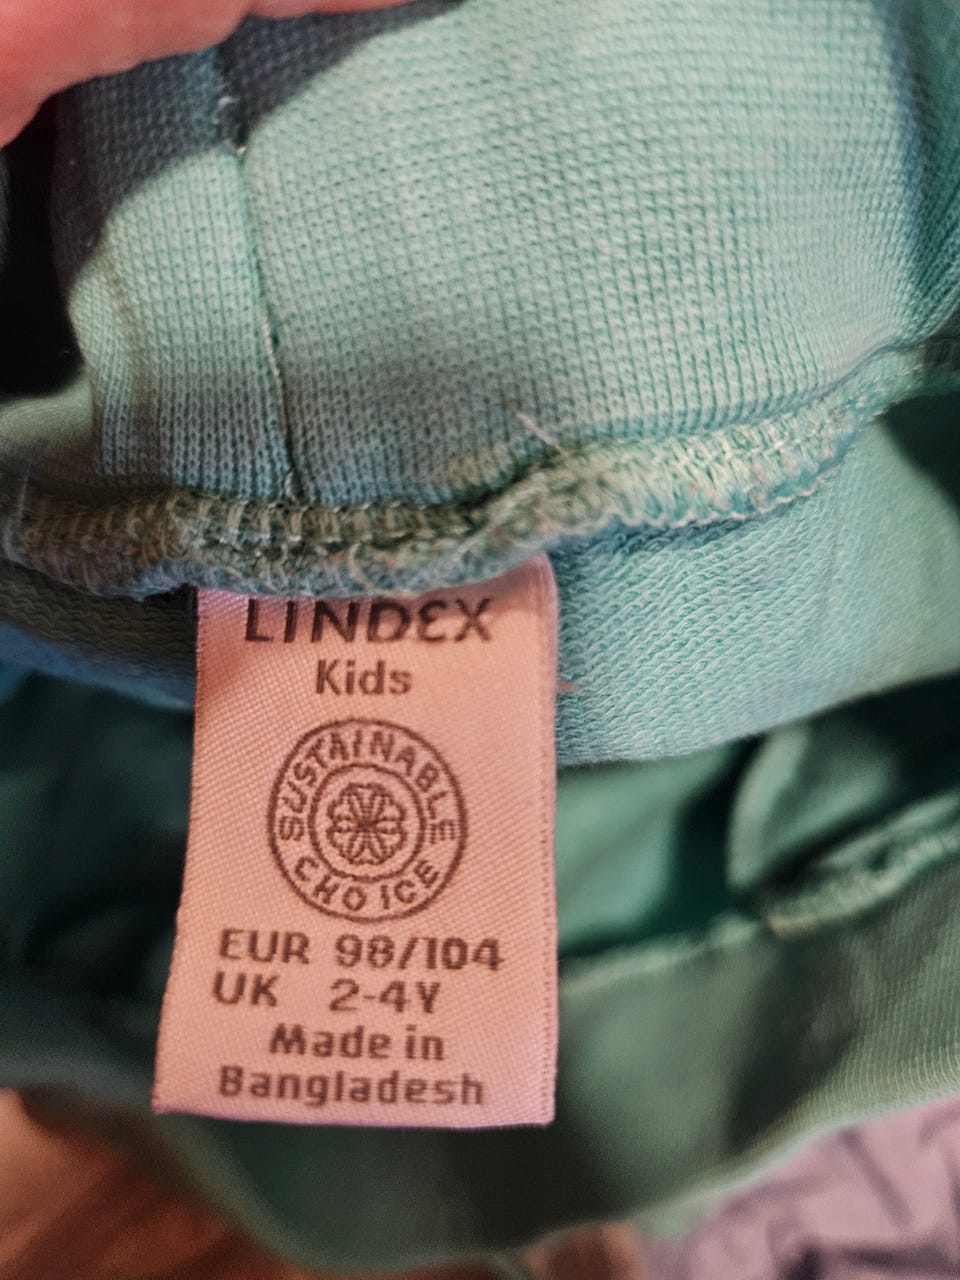 LINDEX
Kids
SUSTAINABLE
CHOICE
EUR 98/104
UK 2-4Y
Made in
Bangladesh